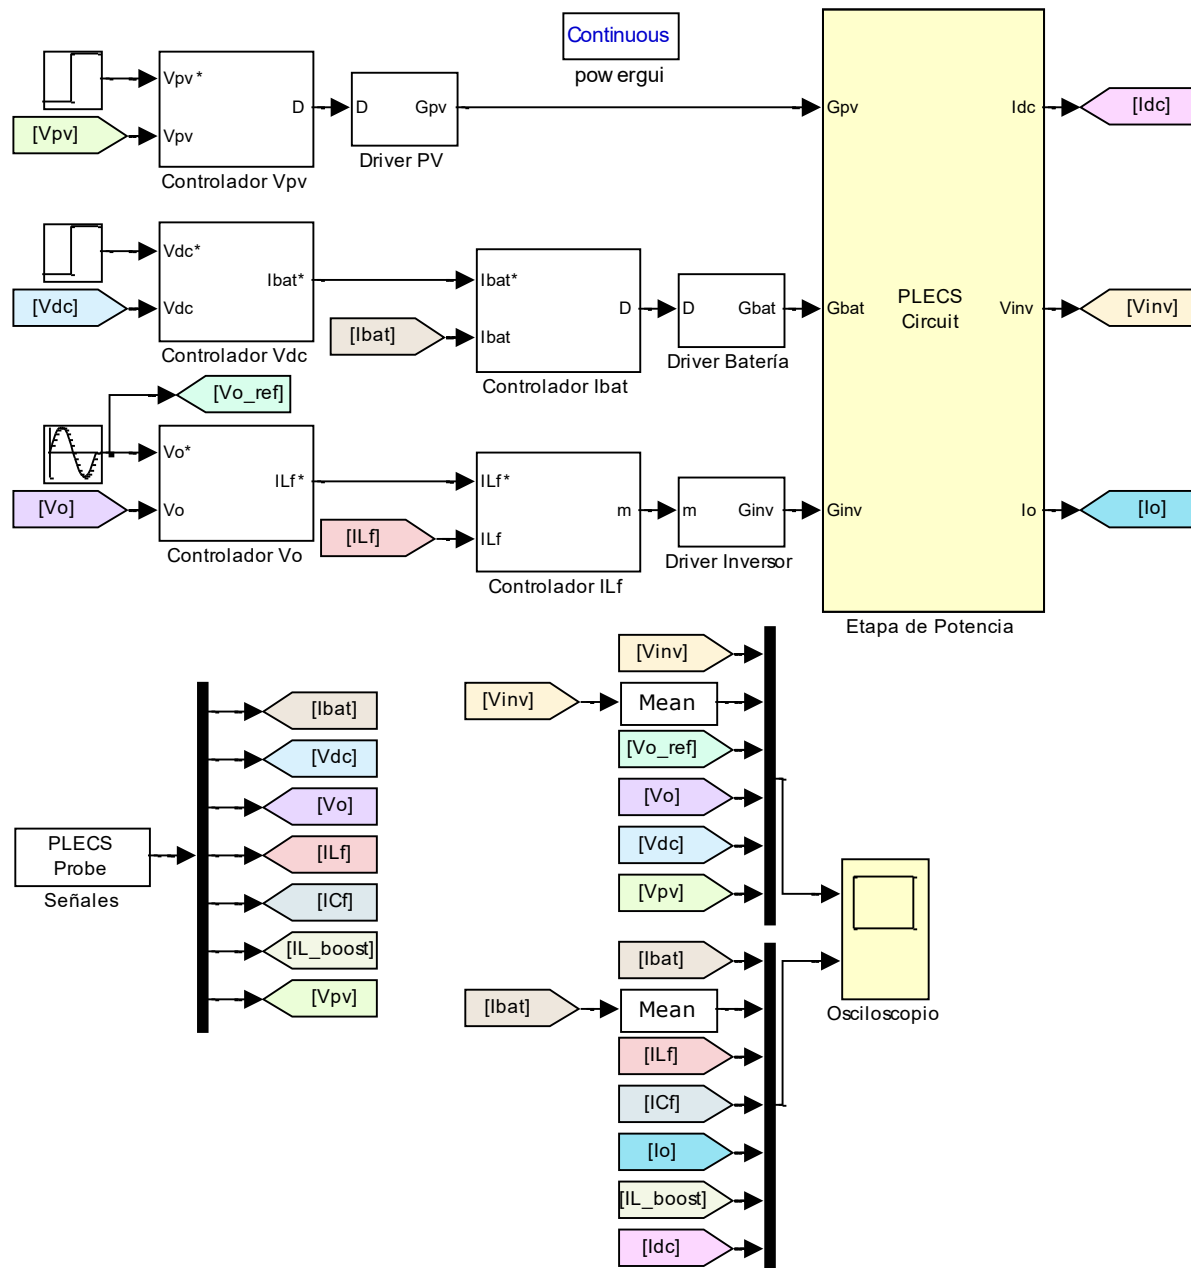 Continuous
powergui
Vpv*
[Vpv]
Vpv
D
Controlador Vpv
D
Gpv
Driver PV
Gpv
Idc
[Idc]
Vdc*
[Vdc]
Vdc
Ibat*
Controlador Vdc
Ibat*
[Ibat]
Ibat
D
Controlador Ibat
D
Gbat
Driver Batería
Gbat
PLECS
Circuit
Vinv
[Vinv]
[Vo_ref]
Vo*
[Vo]
Vo
ILf*
Controlador Vo
ILf*
[ILf]
ILf
m
Controlador ILf
m
Ginv
Driver Inversor
Ginv
Io
[Io]
Etapa de Potencia
PLECS
Probe
Señales
[Ibat]
[Vdc]
[Vo]
[ILf]
[ICf]
[IL_boost]
[Vpv]
[Vinv]
[Vinv]
Mean
[Vo_ref]
[Vo]
[Vdc]
[Vpv]
[Ibat]
[Ibat]
Mean
[ILf]
[ICf]
[Io]
[IL_boost]
[Idc]
Osciloscopio